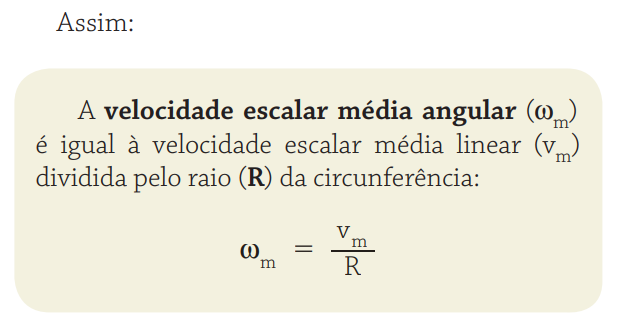 Assim:
A velocidade escalar média angular (ωm)
é igual à velocidade escalar média linear (vm)
dividida pelo raio (R) da circunferência:
ωm = vm / R